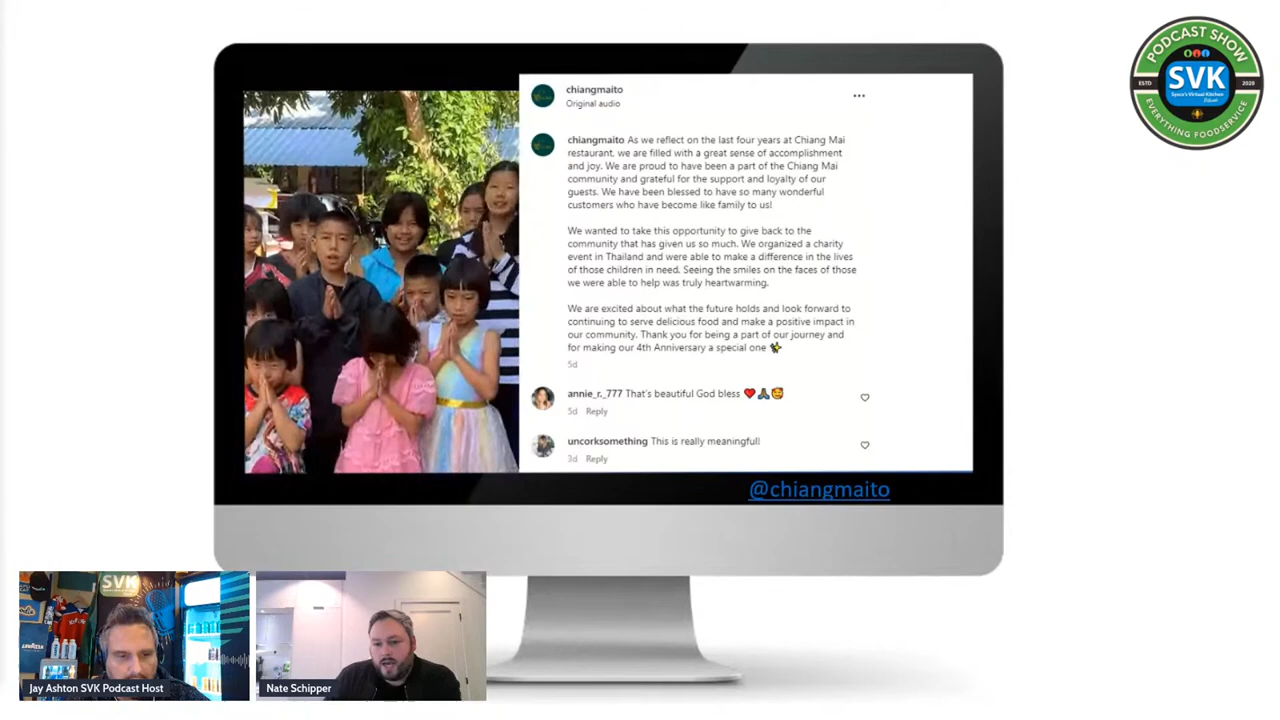 PODCAST SHOW
ESTD
2020
SVK
Spoca's Virtual Kitchen
EVERYTHING FOODSERVICE
chiangmaito
Original audio
chiangmaito As we reflect on the last four years at Chiang Mai
restaurant, we are filled with a great sense of accomplishment
and joy. We are proud to have been a part of the Chiang Mai
community and grateful for the support and loyalty of our
guests. We have been blessed to have so many wonderful
customers who have become like family to us!
We wanted to take this opportunity to give back to the
community that has given us so much. We organized a charity
event in Thailand and were able to make a difference in the lives
of those children in need. Seeing the smiles on the faces of those
we were able to help was truly heartwarming.
We are excited about what the future holds and look forward to
continuing to serve delicious food and make a positive impact in
our community. Thank you for being a part of our journey and
for making our 4th Anniversary a special one ✨
5d
annie_r._777 That's beautiful God bless ❤️🙏🥰
5d Reply
uncorksomething This is really meaningful!
3d Reply
@chiangmaito
SVK
LAVAZZA
Jay Ashton SVK Podcast Host
Nate Schipper